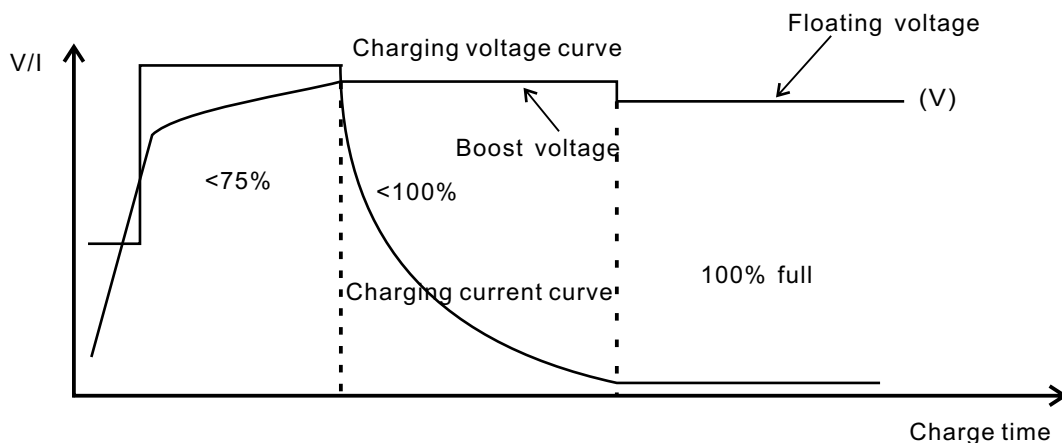 Floating voltage
Charging voltage curve
V/I
(V)
Boost voltage
<75%
<100%
100% full
Charging current curve
Charge time